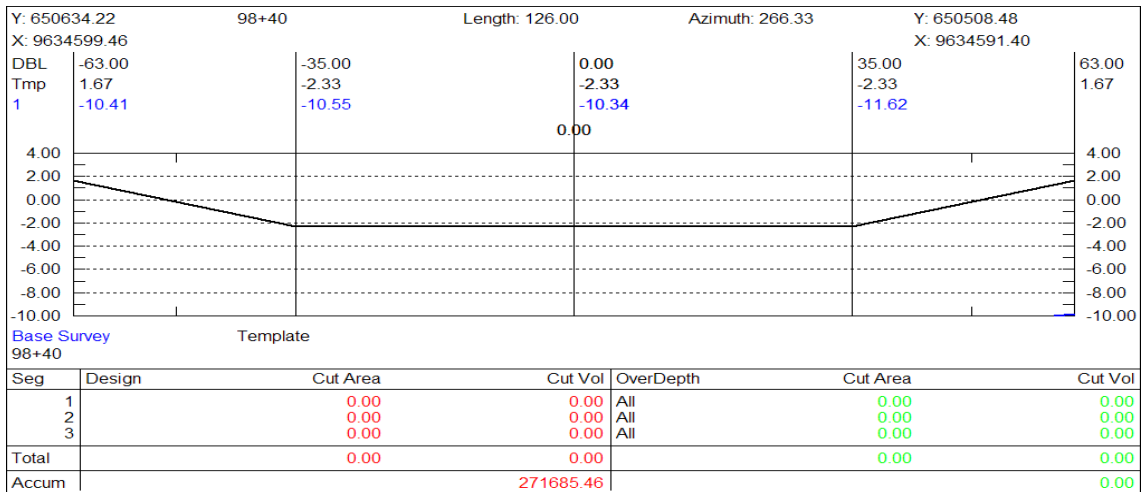 Y: 650634.22 98+40 Length: 126.00 Azimuth: 266.33 Y: 650508.48
X: 9634599.46 X: 9634591.40
DBL -63.00 -35.00 0.00 35.00 63.00
Tmp 1.67 -2.33 -2.33 -2.33 1.67
1 -10.41 -10.55 -10.34 -11.62
0.00
4.00 4.00
2.00 2.00
0.00 0.00
-2.00 -2.00
-4.00 -4.00
-6.00 -6.00
-8.00 -8.00
-10.00 -10.00
Base Survey Template
98+40
Seg Design Cut Area Cut Vol OverDepth Cut Area Cut Vol
1 0.00 0.00 All 0.00 0.00
2 0.00 0.00 All 0.00 0.00
3 0.00 0.00 All 0.00 0.00
Total 0.00 0.00 0.00 0.00
Accum 271685.46 0.00